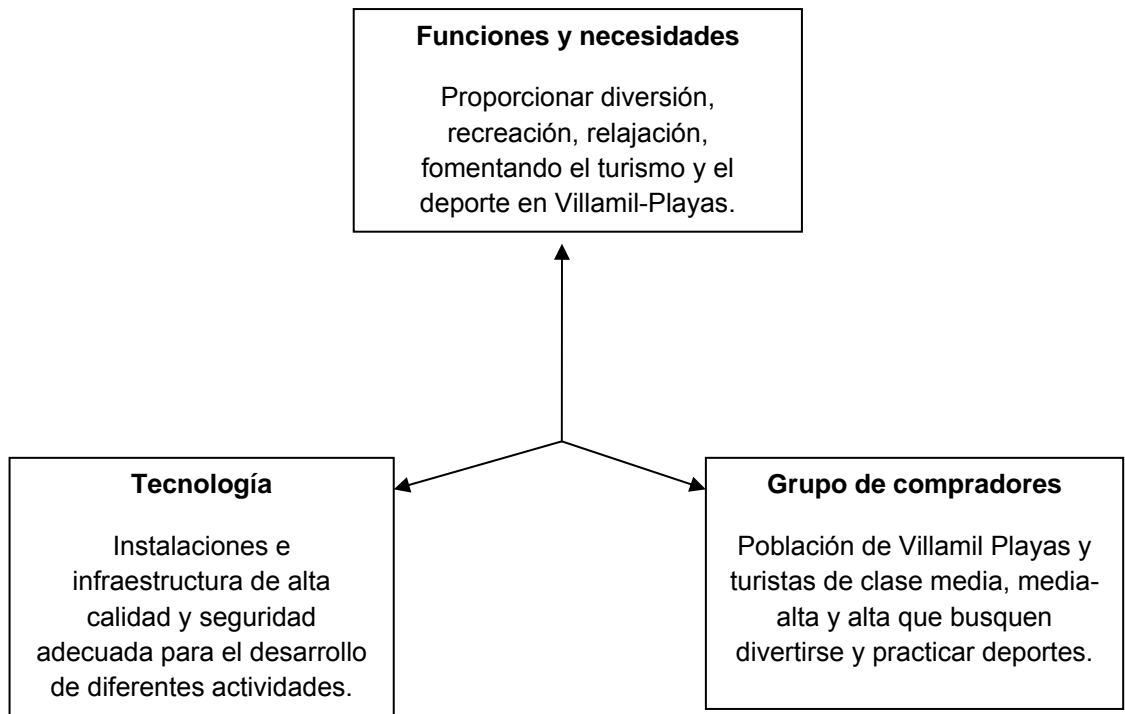 Funciones y necesidades
Proporcionar diversión,
recreación, relajación,
fomentando el turismo y el
deporte en Villamil-Playas.
Tecnología
Instalaciones e
infraestructura de alta
calidad y seguridad
adecuada para el desarrollo
de diferentes actividades.
Grupo de compradores
Población de Villamil Playas y
turistas de clase media, media-
alta y alta que busquen
divertirse y practicar deportes.